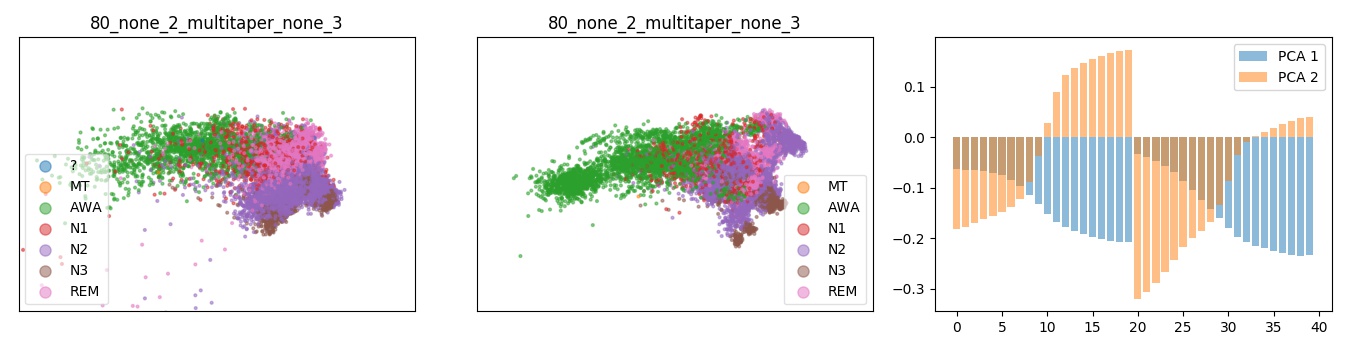 80_none_2_multitaper_none_3
?
MT
AWA
N1
N2
N3
REM
80_none_2_multitaper_none_3
MT
AWA
N1
N2
N3
REM
PCA 1
PCA 2
0.1
0.0
−0.1
−0.2
−0.3
0 5 10 15 20 25 30 35 40